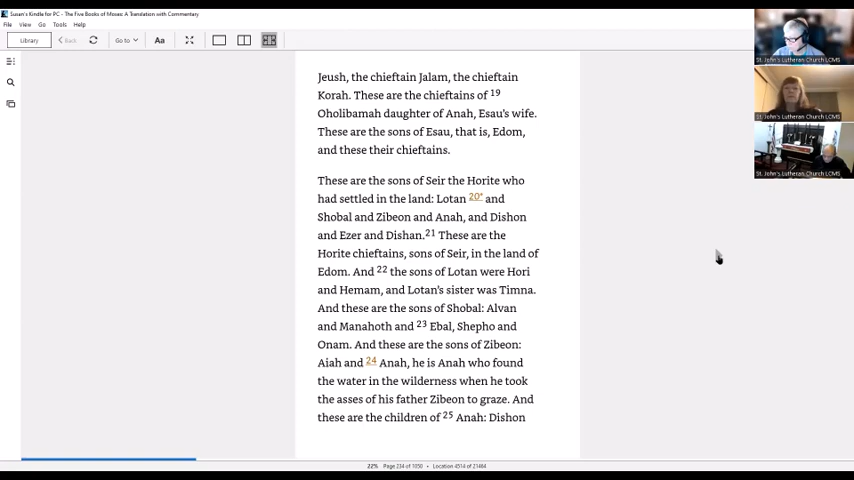 Susan's Kindle for PC - The Five Books of Moses: A Translation with Commentary
File View Go Tools Help
Library Back Go to Aa
Jeush, the chieftain Jalam, the chieftain
Korah. These are the chieftains of 19
Oholibamah daughter of Anah, Esau's wife.
These are the sons of Esau, that is, Edom,
and these their chieftains.
These are the sons of Seir the Horite who
had settled in the land: Lotan 20* and
Shobal and Zibeon and Anah, and Dishon
and Ezer and Dishan.21 These are the
Horite chieftains, sons of Seir, in the land of
Edom. And 22 the sons of Lotan were Hori
and Hemam, and Lotan's sister was Timna.
And these are the sons of Shobal: Alvan
and Manahoth and 23 Ebal, Shepho and
Onam. And these are the sons of Zibeon:
Aiah and 24 Anah, he is Anah who found
the water in the wilderness when he took
the asses of his father Zibeon to graze. And
these are the children of 25 Anah: Dishon
22% Page 234 of 1050 • Location 4514 of 21484
St. John's Lutheran Church LCMS
St. John's Lutheran Church LCMS
St. John's Lutheran Church LCMS